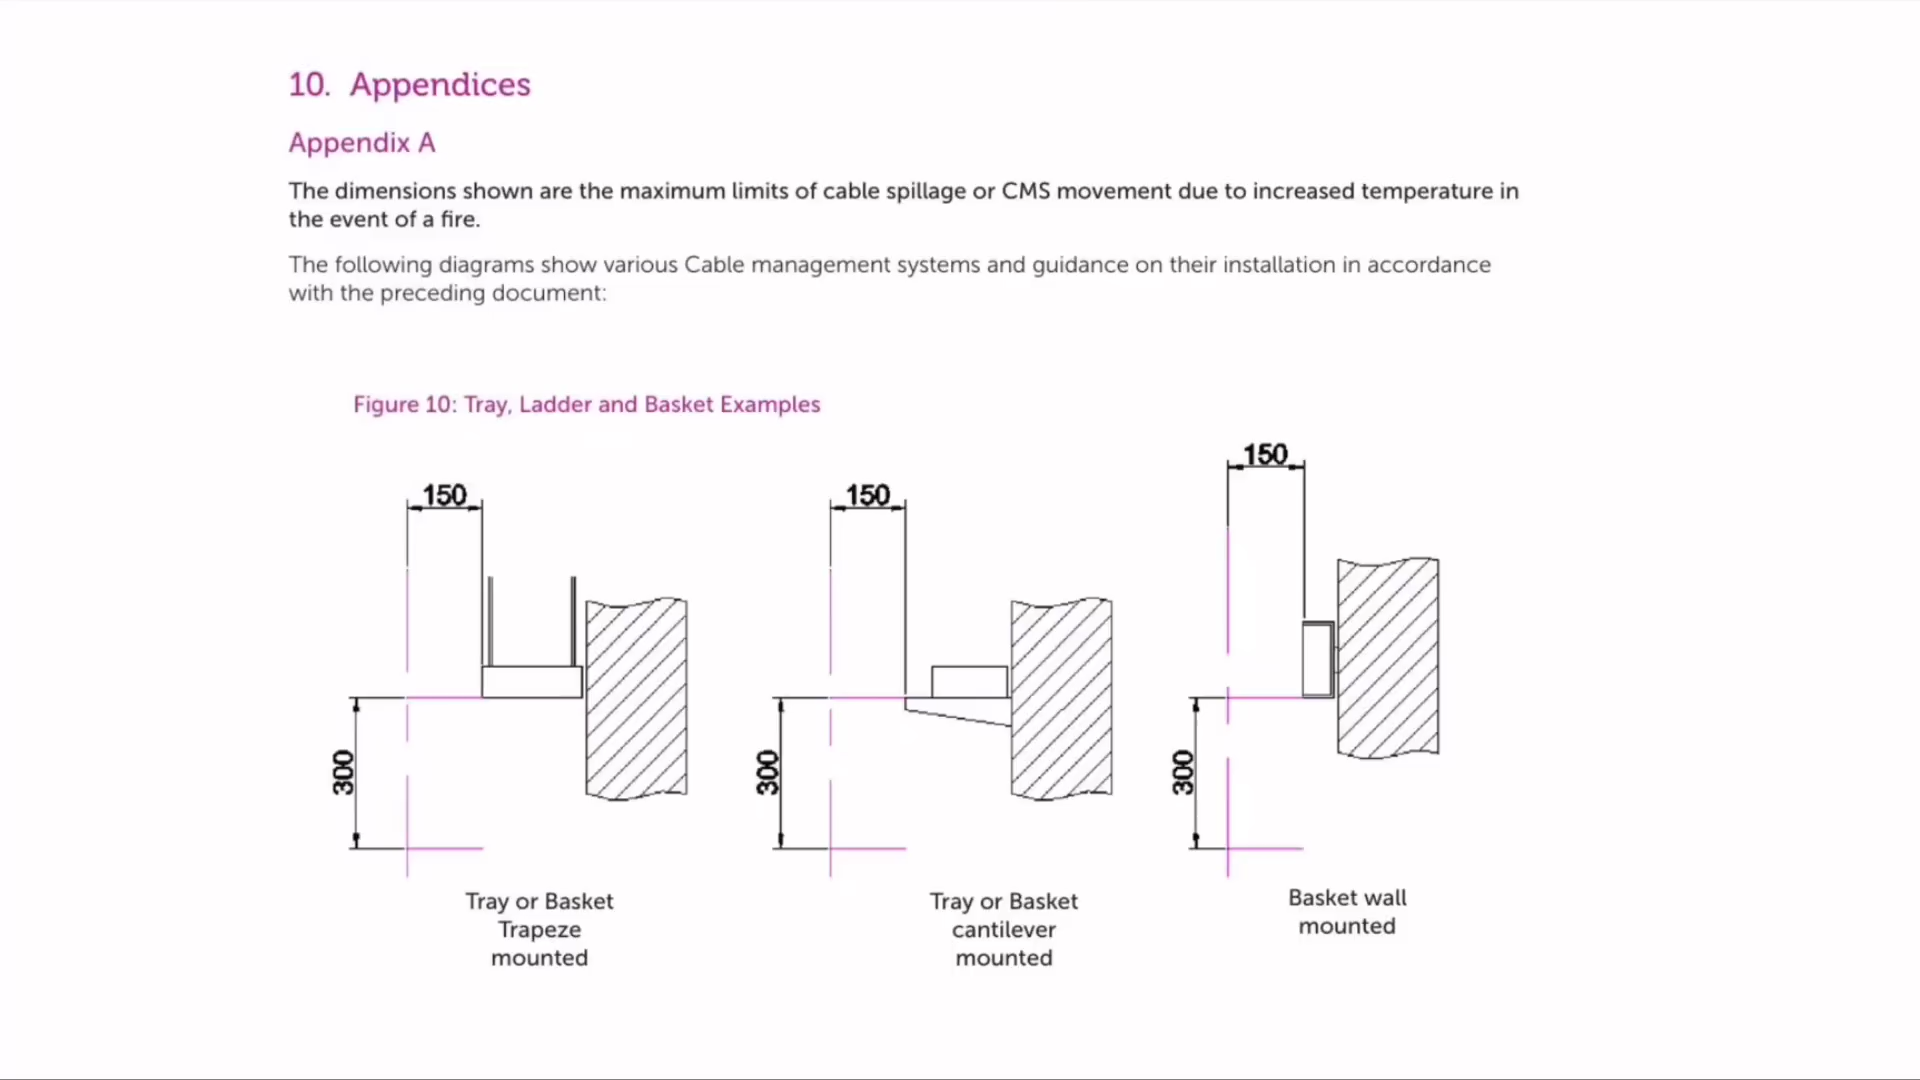 10. Appendices
Appendix A
The dimensions shown are the maximum limits of cable spillage or CMS movement due to increased temperature in
the event of a fire.
The following diagrams show various Cable management systems and guidance on their installation in accordance
with the preceding document:
Figure 10: Tray, Ladder and Basket Examples
150
300
Tray or Basket
Trapeze
mounted
150
300
Tray or Basket
cantilever
mounted
150
300
Basket wall
mounted